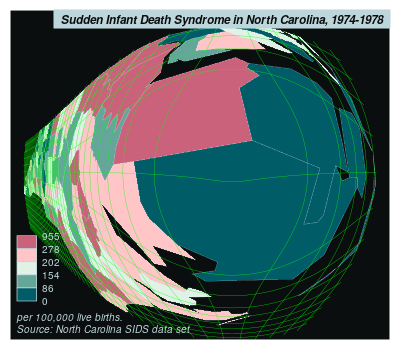 Sudden Infant Death Syndrome in North Carolina, 1974-1978
955
278
202
154
86
0
per 100,000 live births.
Source: North Carolina SIDS data set